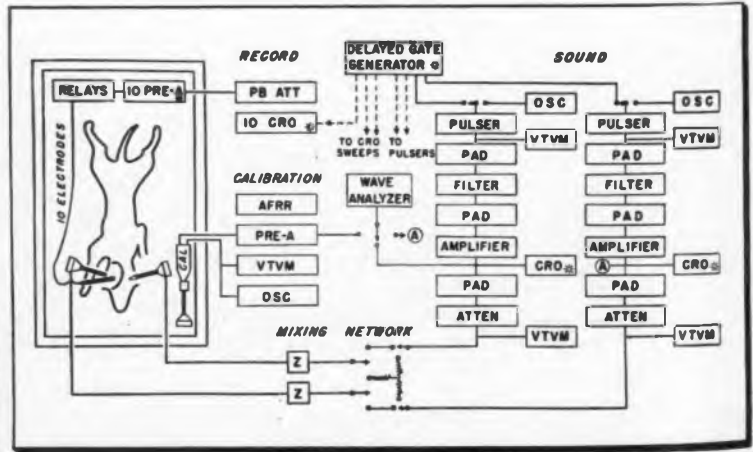 RECORD
DELAYED GATE
GENERATOR
SOUND
RELAYS
10 PRE-A
PB ATT
10 CRO
10 ELECTRODES
TO CRO
SWEEPS
TO
PULSERS
OSC
PULSER
VTVM
PAD
FILTER
PAD
AMPLIFIER
CRO
PAD
ATTEN
VTVM
OSC
PULSER
VTVM
PAD
FILTER
PAD
AMPLIFIER
A
CRO
PAD
ATTEN
VTVM
CALIBRATION
WAVE
ANALYZER
AFRR
PRE-A
A
VTVM
OSC
CAL
MIXING NETWORK
Z
Z